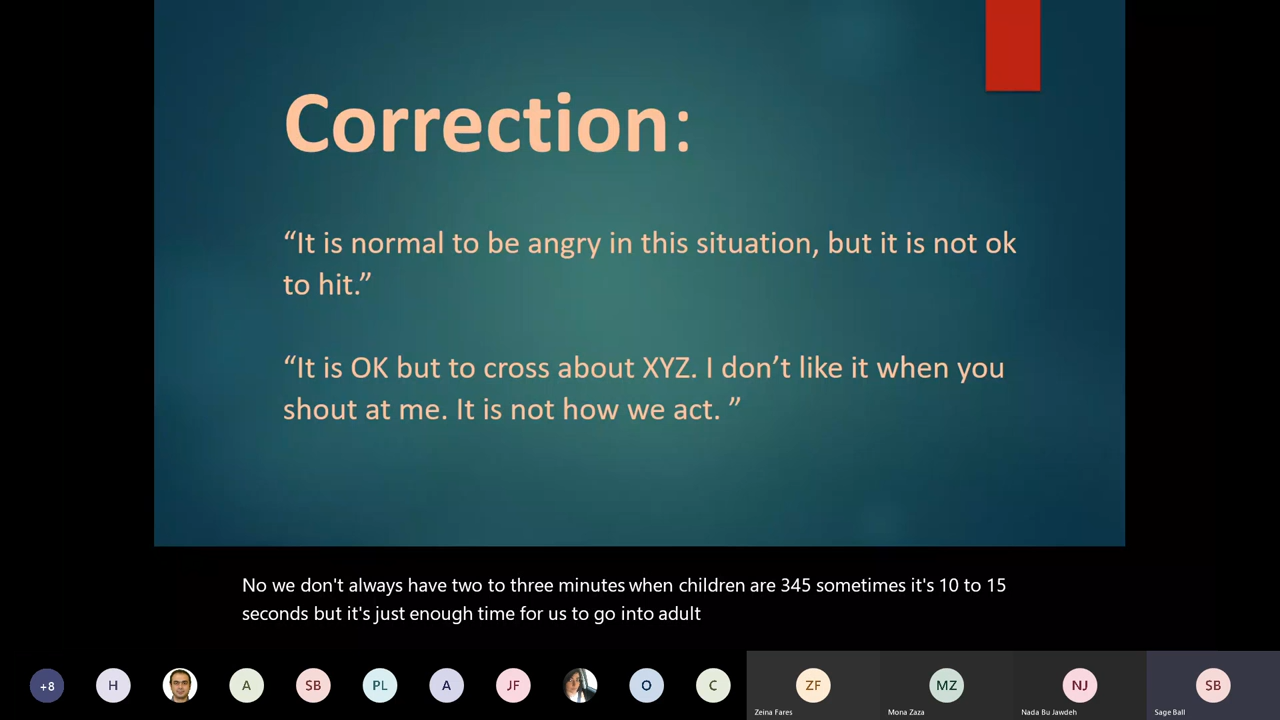 Correction:
“It is normal to be angry in this situation, but it is not ok
to hit.”
“It is OK but to cross about XYZ. I don’t like it when you
shout at me. It is not how we act. ”
No we don't always have two to three minutes when children are 345 sometimes it's 10 to 15
seconds but it's just enough time for us to go into adult
+8 H A SB PL A JF O C ZF MZ NJ SB
Zeina Fares Mona Zaza Nada Bu Jawdeh Sage Ball